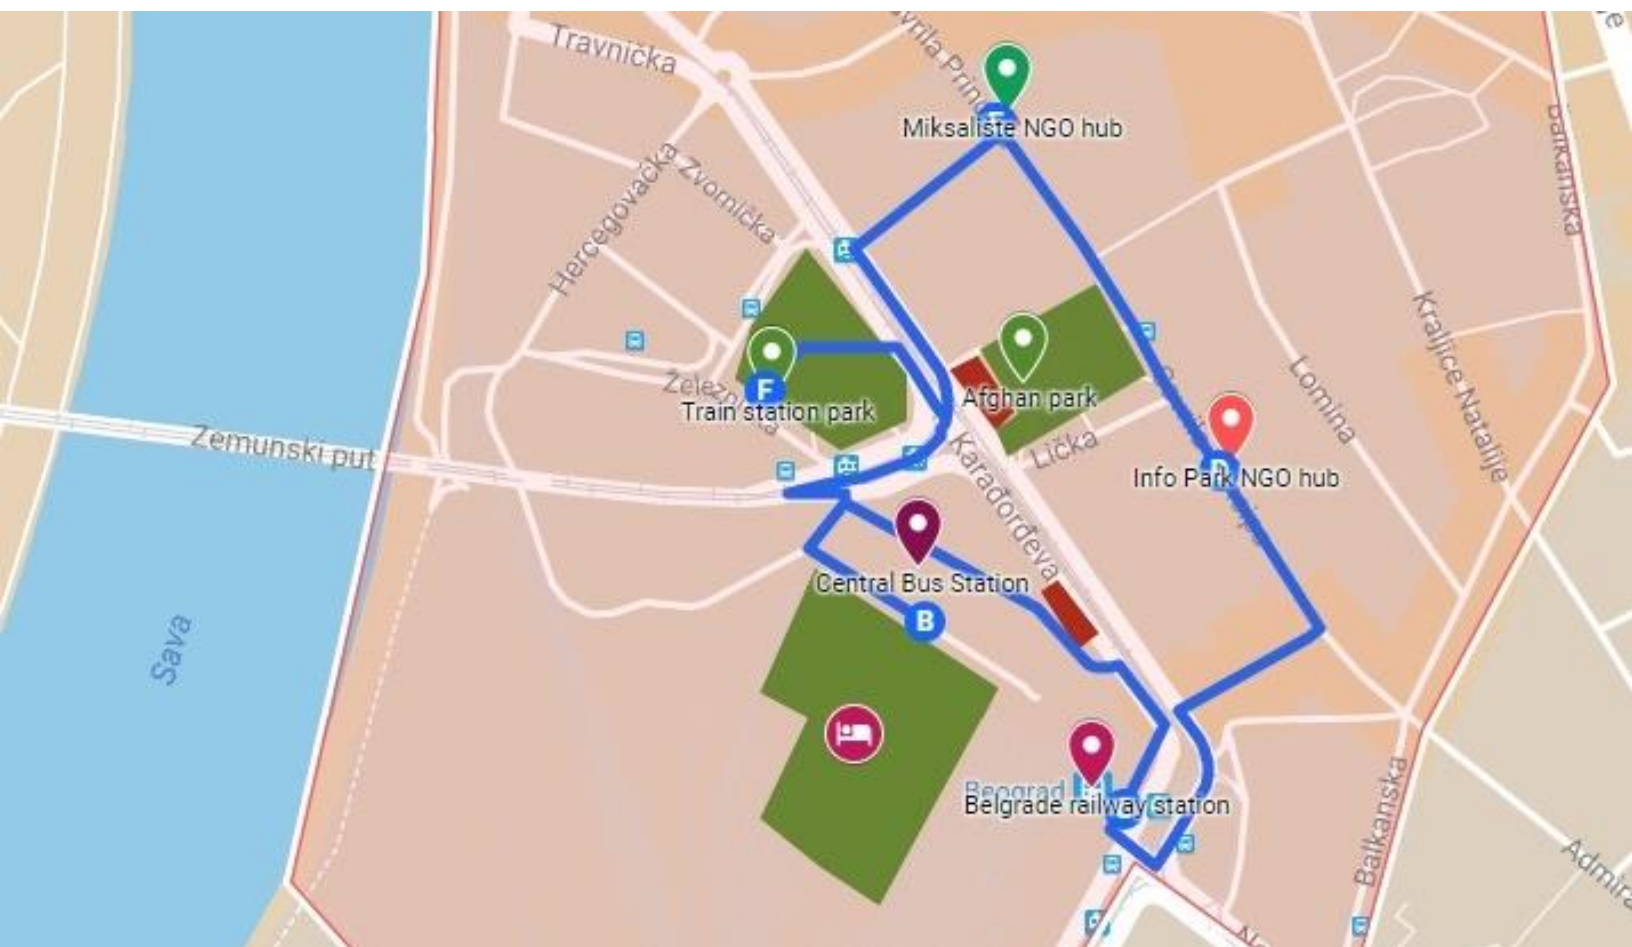 Travnička
Miksalište NGO hub
Balkanska
Hercegovačka
Zvornička
Kraljice Natalije
Lomina
Afghan park
F
Train station park
Zemunski put
Lička
Karađorđeva
Info Park NGO hub
Central Bus Station
B
Sava
Beograd
Belgrade railway station
Balkanska